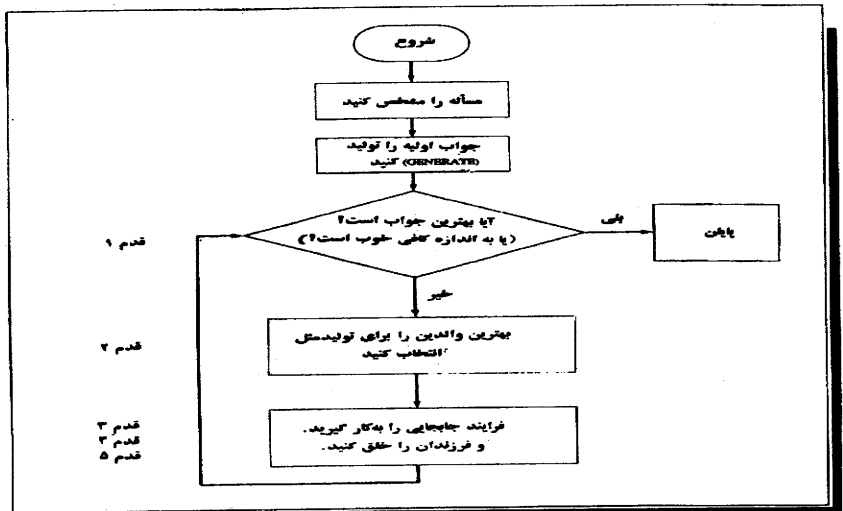 شروع
مسأله را مشخص کنید
جواب اولیه را تولید
(GENERATE) کنید
آیا بهترین جواب است؟
(یا به اندازه کافی خوب است؟)
بلی
پایان
قدم ۱
خیر
بهترین والدین را برای تولیدمثل
انتخاب کنید
قدم ۲
فرایند جابجایی را به‌کار گیرید.
و فرزندان را خلق کنید.
قدم ۳
قدم ۴
قدم ۵